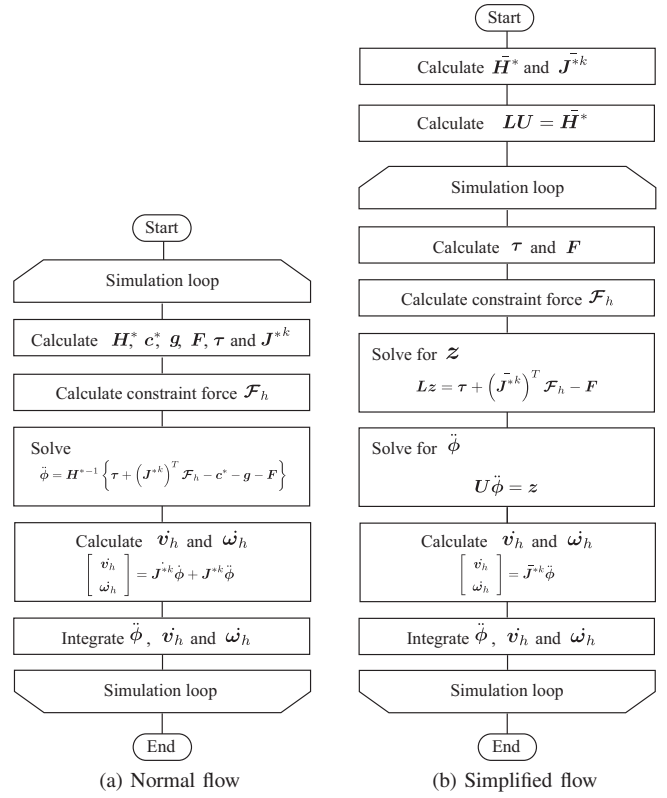 Start
Simulation loop
Calculate H*, c*, g, F, τ and J*ᵏ
Calculate constraint force 𝓕ₕ
Solve
ϕ̈ = H*⁻¹ { τ + (J*ᵏ)ᵀ 𝓕ₕ − c* − g − F }
Calculate v̇ₕ and ω̇ₕ
[ v̇ₕ ω̇ₕ ] = J̇*ᵏ ϕ̇ + J*ᵏ ϕ̈
Integrate ϕ̈ , v̇ₕ and ω̇ₕ
Simulation loop
End
(a) Normal flow
Start
Calculate H̄* and J̄*ᵏ
Calculate LU = H̄*
Simulation loop
Calculate τ and F
Calculate constraint force 𝓕ₕ
Solve for z
Lz = τ + (J̄*ᵏ)ᵀ 𝓕ₕ − F
Solve for ϕ̈
Uϕ̈ = z
Calculate v̇ₕ and ω̇ₕ
[ v̇ₕ ω̇ₕ ] = J̄*ᵏ ϕ̈
Integrate ϕ̈ , v̇ₕ and ω̇ₕ
Simulation loop
End
(b) Simplified flow